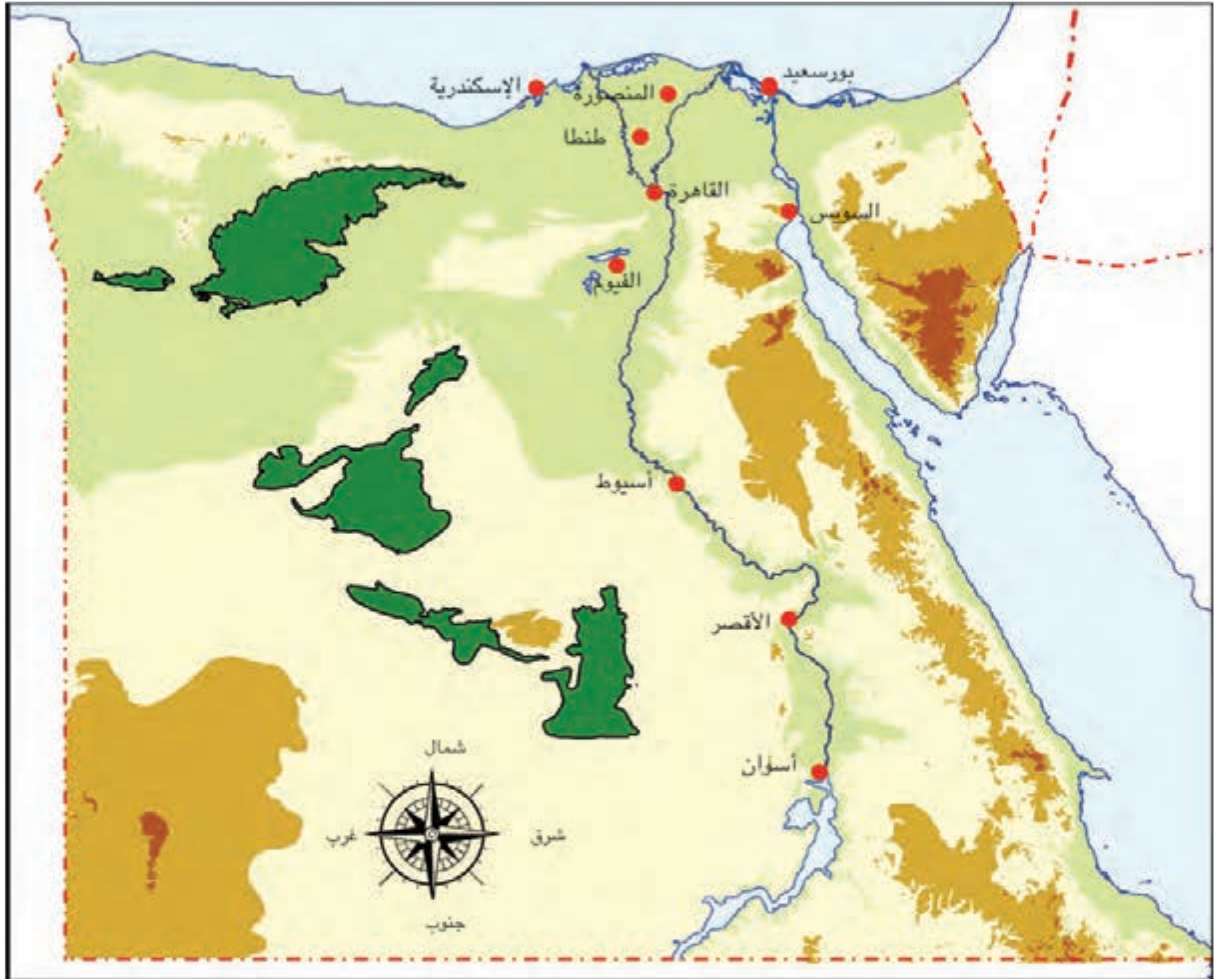 بورسعيد
الإسكندرية
المنصورة
طنطا
القاهرة
السويس
الفيوم
أسيوط
الأقصر
أسوان
شمال
شرق
غرب
جنوب